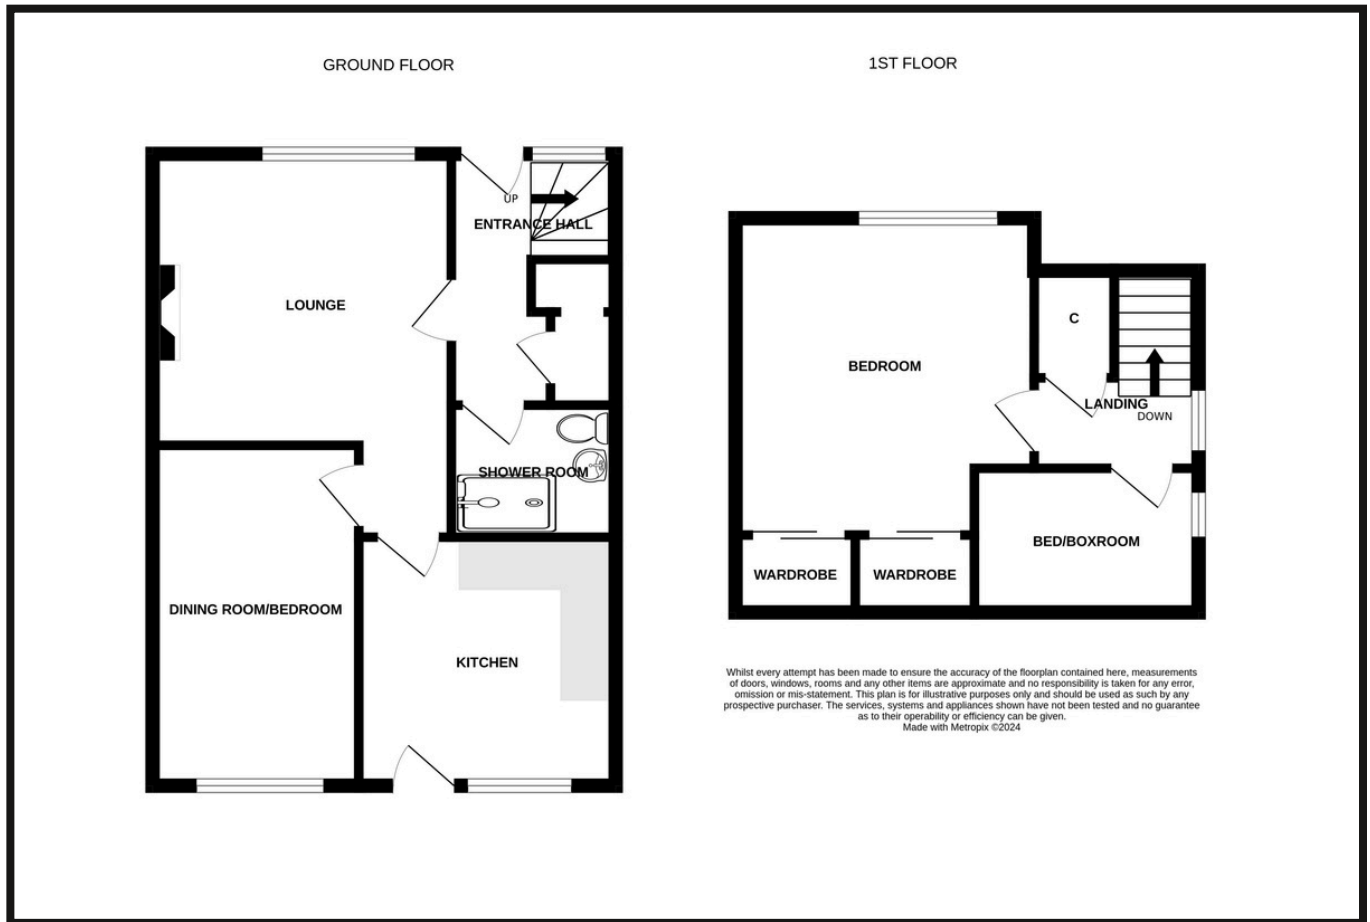 GROUND FLOOR
UP
ENTRANCE HALL
LOUNGE
SHOWER ROOM
DINING ROOM/BEDROOM
KITCHEN
1ST FLOOR
C
BEDROOM
LANDING
DOWN
BED/BOXROOM
WARDROBE
WARDROBE
Whilst every attempt has been made to ensure the accuracy of the floorplan contained here, measurements
of doors, windows, rooms and any other items are approximate and no responsibility is taken for any error,
omission or mis-statement. This plan is for illustrative purposes only and should be used as such by any
prospective purchaser. The services, systems and appliances shown have not been tested and no guarantee
as to their operability or efficiency can be given.
Made with Metropix ©2024